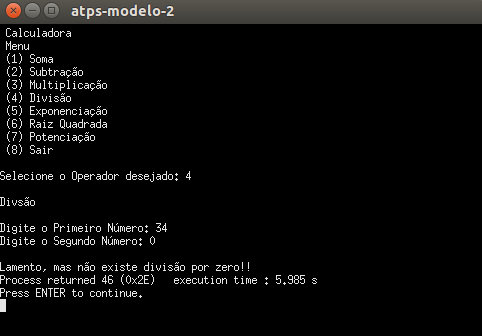 atps-modelo-2
Calculadora
Menu
(1) Soma
(2) Subtração
(3) Multiplicação
(4) Divisão
(5) Exponenciação
(6) Raiz Quadrada
(7) Potenciação
(8) Sair
Selecione o Operador desejado: 4
Divsão
Digite o Primeiro Número: 34
Digite o Segundo Número: 0
Lamento, mas não existe divisão por zero!!
Process returned 46 (0x2E)   execution time : 5.985 s
Press ENTER to continue.